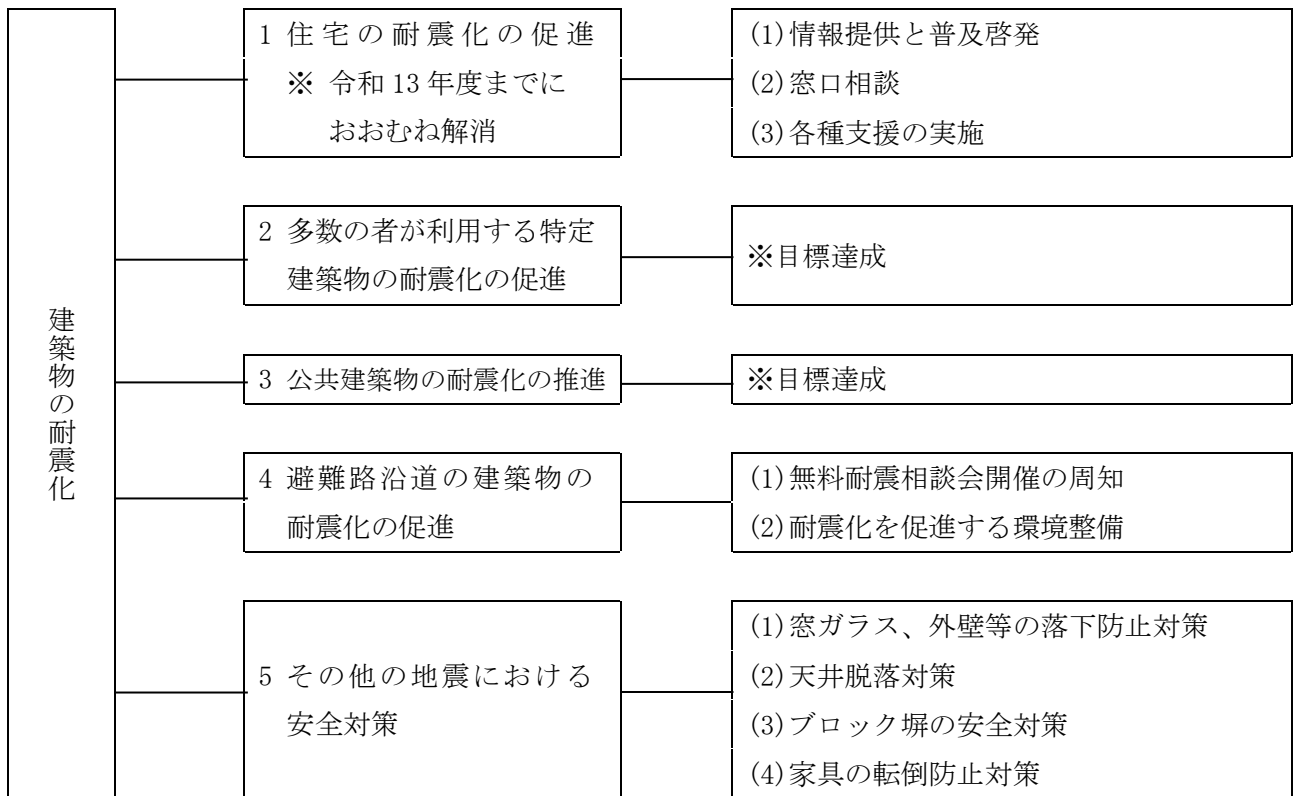 建築物の耐震化
1 住宅の耐震化の促進
※ 令和 13 年度までに
おおむね解消
(1)情報提供と普及啓発
(2)窓口相談
(3)各種支援の実施
2 多数の者が利用する特定
建築物の耐震化の促進
※目標達成
3 公共建築物の耐震化の推進
※目標達成
4 避難路沿道の建築物の
耐震化の促進
(1)無料耐震相談会開催の周知
(2)耐震化を促進する環境整備
5 その他の地震における
安全対策
(1)窓ガラス、外壁等の落下防止対策
(2)天井脱落対策
(3)ブロック塀の安全対策
(4)家具の転倒防止対策